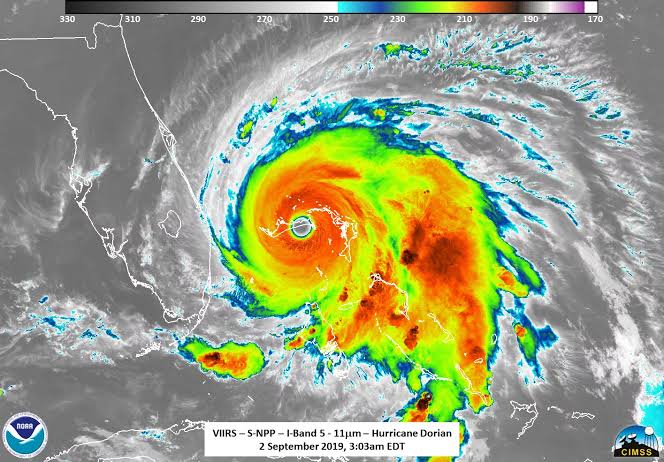 330 310 290 270 250 230 210 190 170
VIIRS – S-NPP – I-Band 5 - 11µm – Hurricane Dorian
2 September 2019, 3:03am EDT
NOAA
CIMSS